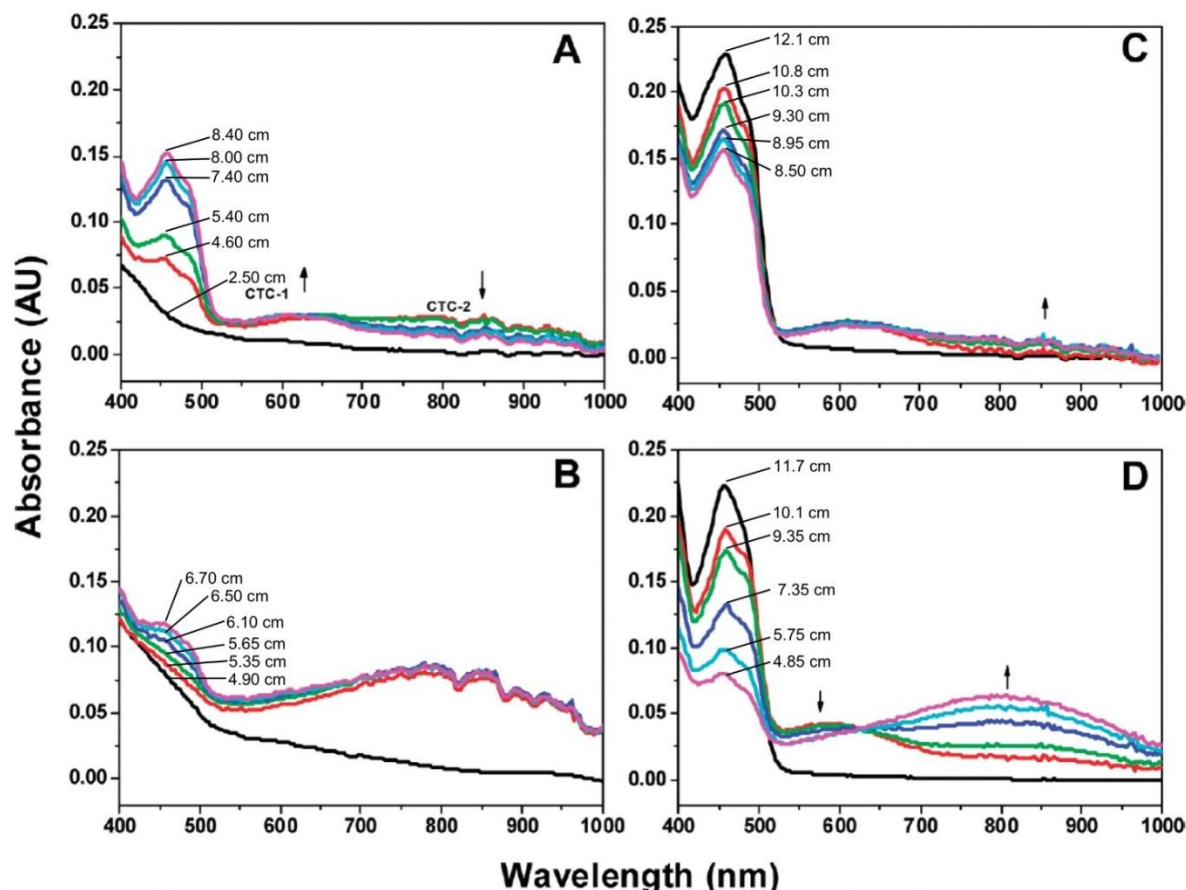 Absorbance (AU)
Wavelength (nm)
A
0.25
0.20
0.15
0.10
0.05
0.00
8.40 cm
8.00 cm
7.40 cm
5.40 cm
4.60 cm
2.50 cm
CTC-1
CTC-2
400 500 600 700 800 900 1000
C
0.25
0.20
0.15
0.10
0.05
0.00
12.1 cm
10.8 cm
10.3 cm
9.30 cm
8.95 cm
8.50 cm
400 500 600 700 800 900 1000
B
0.25
0.20
0.15
0.10
0.05
0.00
6.70 cm
6.50 cm
6.10 cm
5.65 cm
5.35 cm
4.90 cm
400 500 600 700 800 900 1000
D
0.25
0.20
0.15
0.10
0.05
0.00
11.7 cm
10.1 cm
9.35 cm
7.35 cm
5.75 cm
4.85 cm
400 500 600 700 800 900 1000